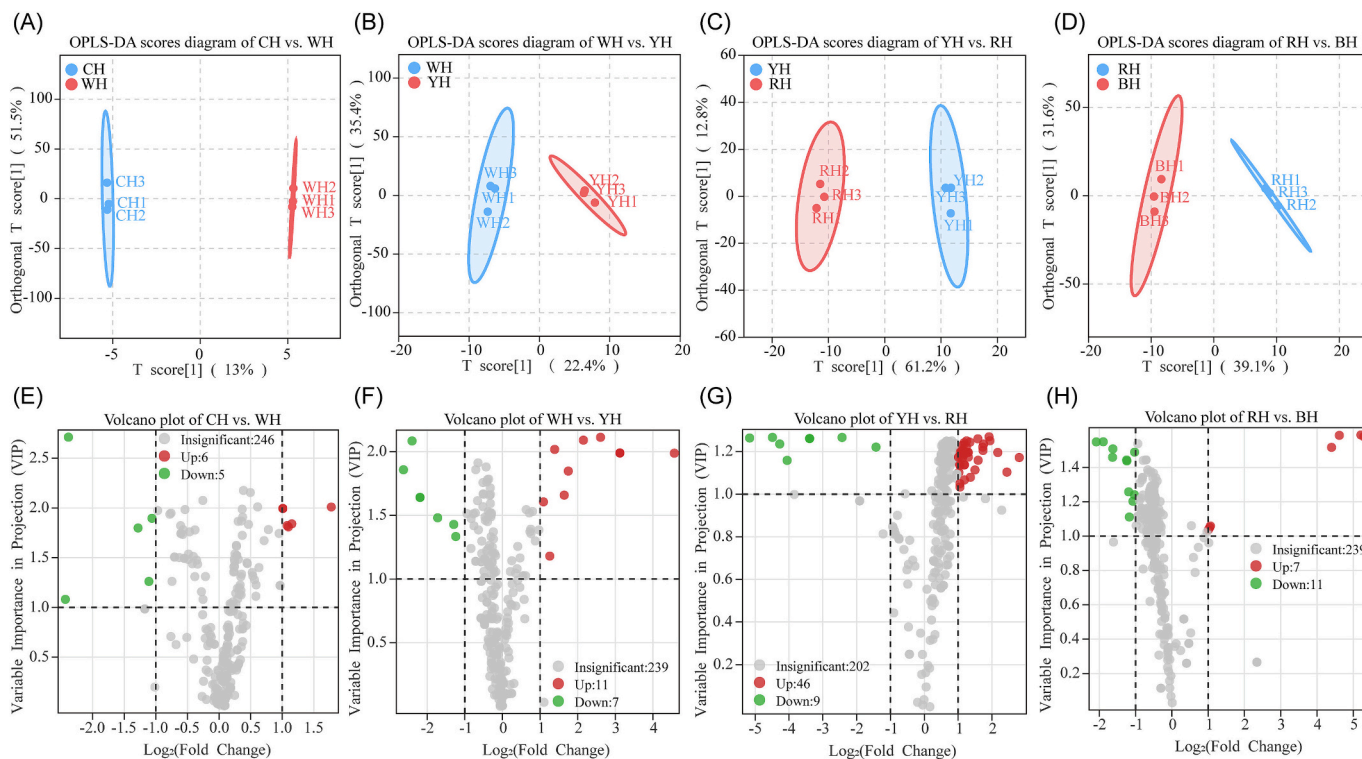 (A)
OPLS-DA scores diagram of CH vs. WH
CH
WH
Orthogonal T score[1] ( 51.5% )
100
50
0
-50
-100
CH3
CH1
CH2
WH2
WH1
WH3
-5
0
5
T score[1] ( 13% )
(B)
OPLS-DA scores diagram of WH vs. YH
WH
YH
Orthogonal T score[1] ( 35.4% )
100
50
0
-50
-100
WH3
WH1
WH2
YH2
YH3
YH1
-20
-10
0
10
20
T score[1] ( 22.4% )
(C)
OPLS-DA scores diagram of YH vs. RH
YH
RH
Orthogonal T score[1] ( 12.8% )
60
40
20
0
-20
-40
-60
RH2
RH3
RH1
YH2
YH3
YH1
-20
-10
0
10
20
T score[1] ( 61.2% )
(D)
OPLS-DA scores diagram of RH vs. BH
RH
BH
Orthogonal T score[1] ( 31.6% )
50
0
-50
BH1
BH2
BH3
RH1
RH3
RH2
-20
-10
0
10
20
T score[1] ( 39.1% )
(E)
Volcano plot of CH vs. WH
Insignificant:246
Up:6
Down:5
Variable Importance in Projection (VIP)
2.5
2.0
1.5
1.0
0.5
-2.0
-1.0
0.0
1.0
Log₂(Fold Change)
(F)
Volcano plot of WH vs. YH
Insignificant:239
Up:11
Down:7
Variable Importance in Projection (VIP)
2.0
1.5
1.0
0.5
-2
-1
0
1
2
3
4
Log₂(Fold Change)
(G)
Volcano plot of YH vs. RH
Insignificant:202
Up:46
Down:9
Variable Importance in Projection (VIP)
1.2
1.0
0.8
0.6
0.4
0.2
-5
-4
-3
-2
-1
0
1
2
Log₂(Fold Change)
(H)
Volcano plot of RH vs. BH
Insignificant:239
Up:7
Down:11
Variable Importance in Projection (VIP)
1.4
1.2
1.0
0.8
0.6
0.4
0.2
-2
-1
0
1
2
3
4
5
Log₂(Fold Change)